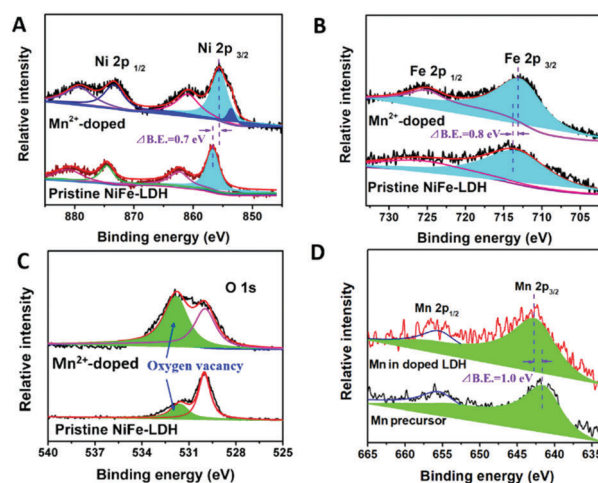 A
Relative intensity
Ni 2p 1/2
Ni 2p 3/2
Mn2+-doped
⊿B.E.=0.7 eV
Pristine NiFe-LDH
880 870 860 850
Binding energy (eV)
B
Relative intensity
Fe 2p 1/2
Fe 2p 3/2
Mn2+-doped
⊿B.E.=0.8 eV
Pristine NiFe-LDH
730 725 720 715 710 705
Binding energy (eV)
C
Relative intensity
O 1s
Mn2+-doped
Oxygen vacancy
Pristine NiFe-LDH
540 537 534 531 528 525
Binding energy (eV)
D
Relative intensity
Mn 2p1/2
Mn 2p3/2
Mn in doped LDH
⊿B.E.=1.0 eV
Mn precursor
665 660 655 650 645 640 635
Binding energy (eV)